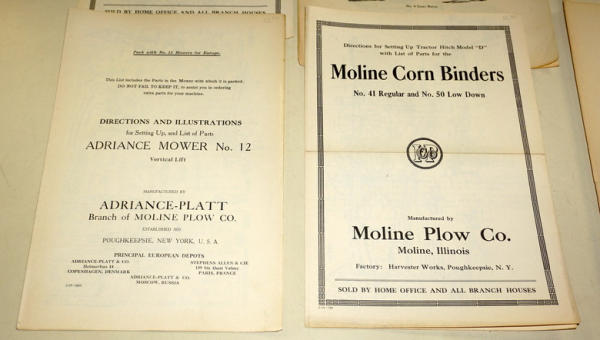 SOLD BY HOME OFFICE AND ALL BRANCH HOUSES
Pack with No. 12 Mowers for Europe.
This List includes the Parts in the Mower with which it is packed.
DO NOT FAIL TO KEEP IT, to assist you in ordering
extra parts for your machine.
DIRECTIONS AND ILLUSTRATIONS
for Setting Up, and List of Parts
ADRIANCE MOWER No. 12
Vertical Lift
MANUFACTURED BY
ADRIANCE-PLATT
Branch of MOLINE PLOW CO.
ESTABLISHED
POUGHKEEPSIE, NEW YORK, U. S. A.
PRINCIPAL EUROPEAN DEPOTS
ADRIANCE-PLATT & CO.
COPENHAGEN, DENMARK
STEPHENS ALLEN & CIE
PARIS, FRANCE
ADRIANCE-PLATT & CO.
MOSCOW, RUSSIA
Directions for Setting Up Tractor Hitch Model "D"
with List of Parts for the
Moline Corn Binders
No. 41 Regular and No. 50 Low Down
Manufactured by
Moline Plow Co.
Moline, Illinois
Factory: Harvester Works, Poughkeepsie, N. Y.
SOLD BY HOME OFFICE AND ALL BRANCH HOUSES